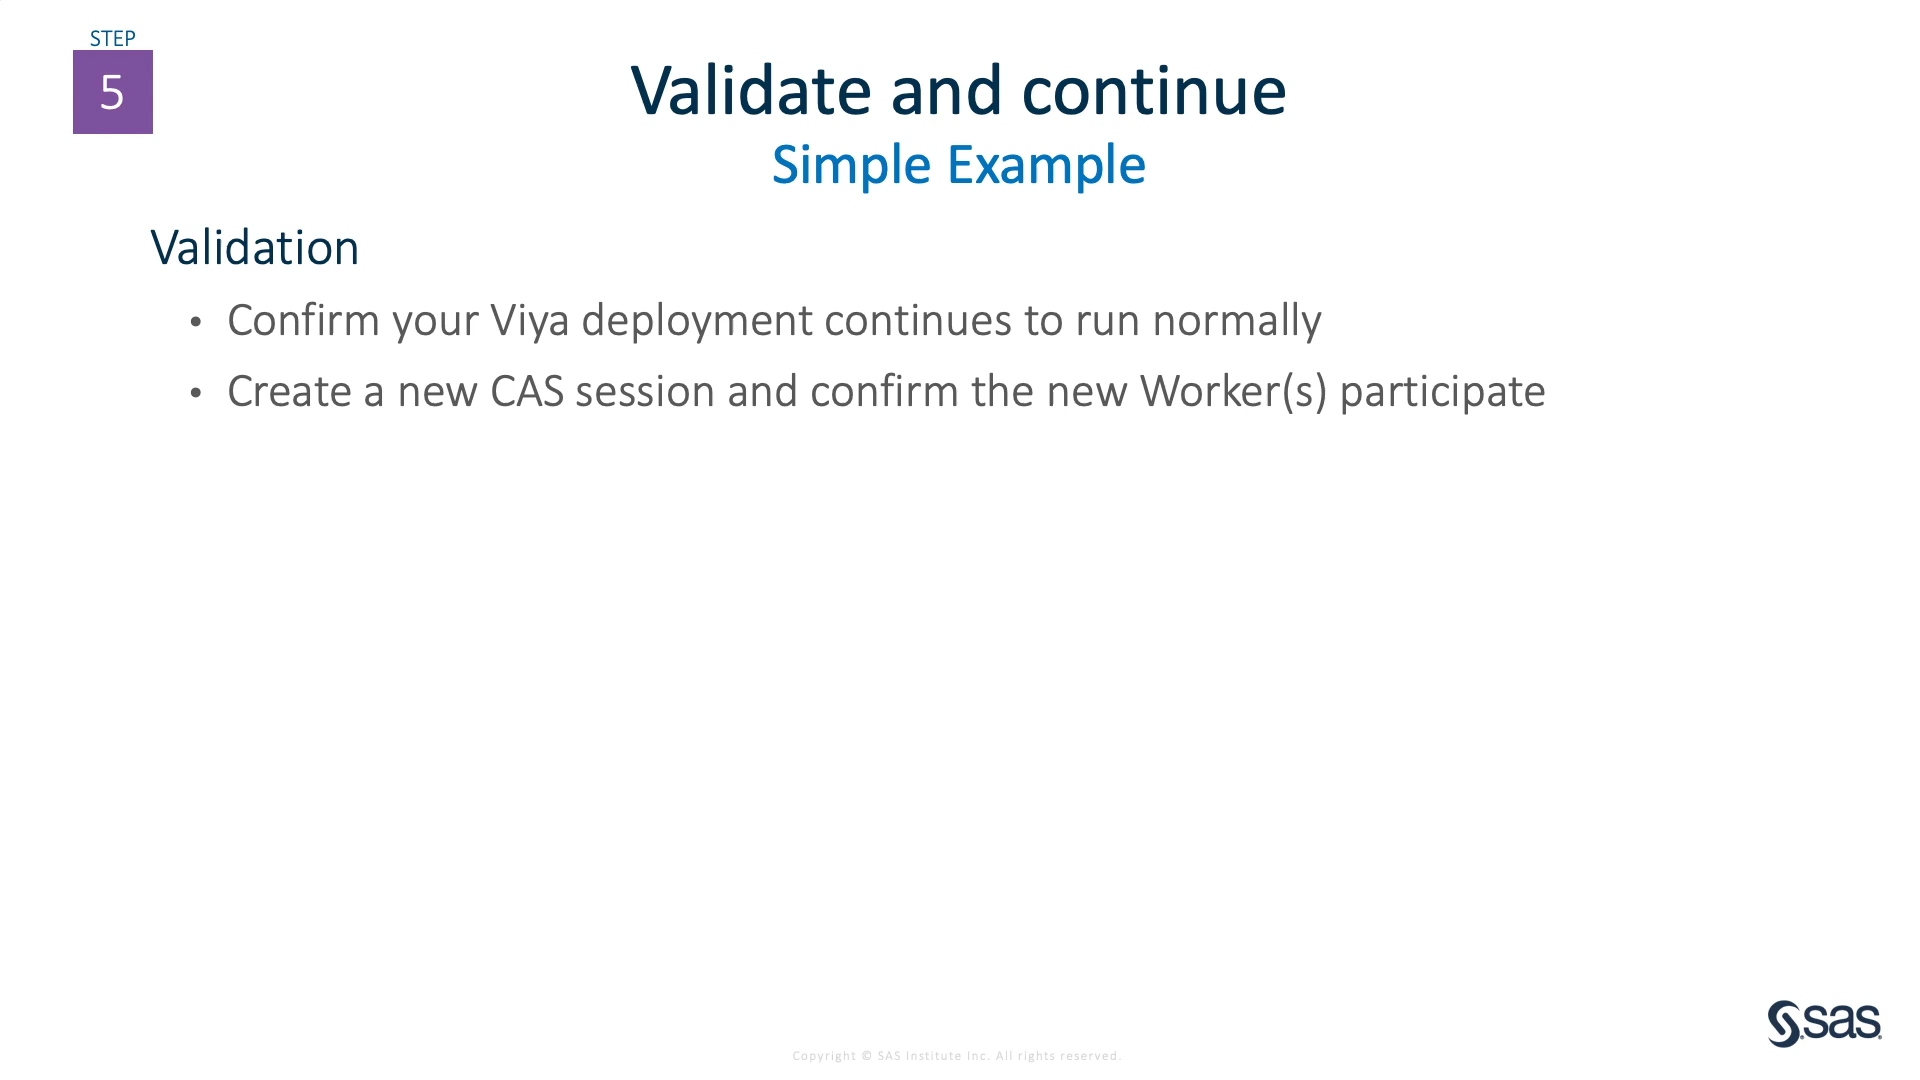 STEP
5
Validate and continue
Simple Example
Validation
• Confirm your Viya deployment continues to run normally
• Create a new CAS session and confirm the new Worker(s) participate
sas
Copyright © SAS Institute Inc. All rights reserved.